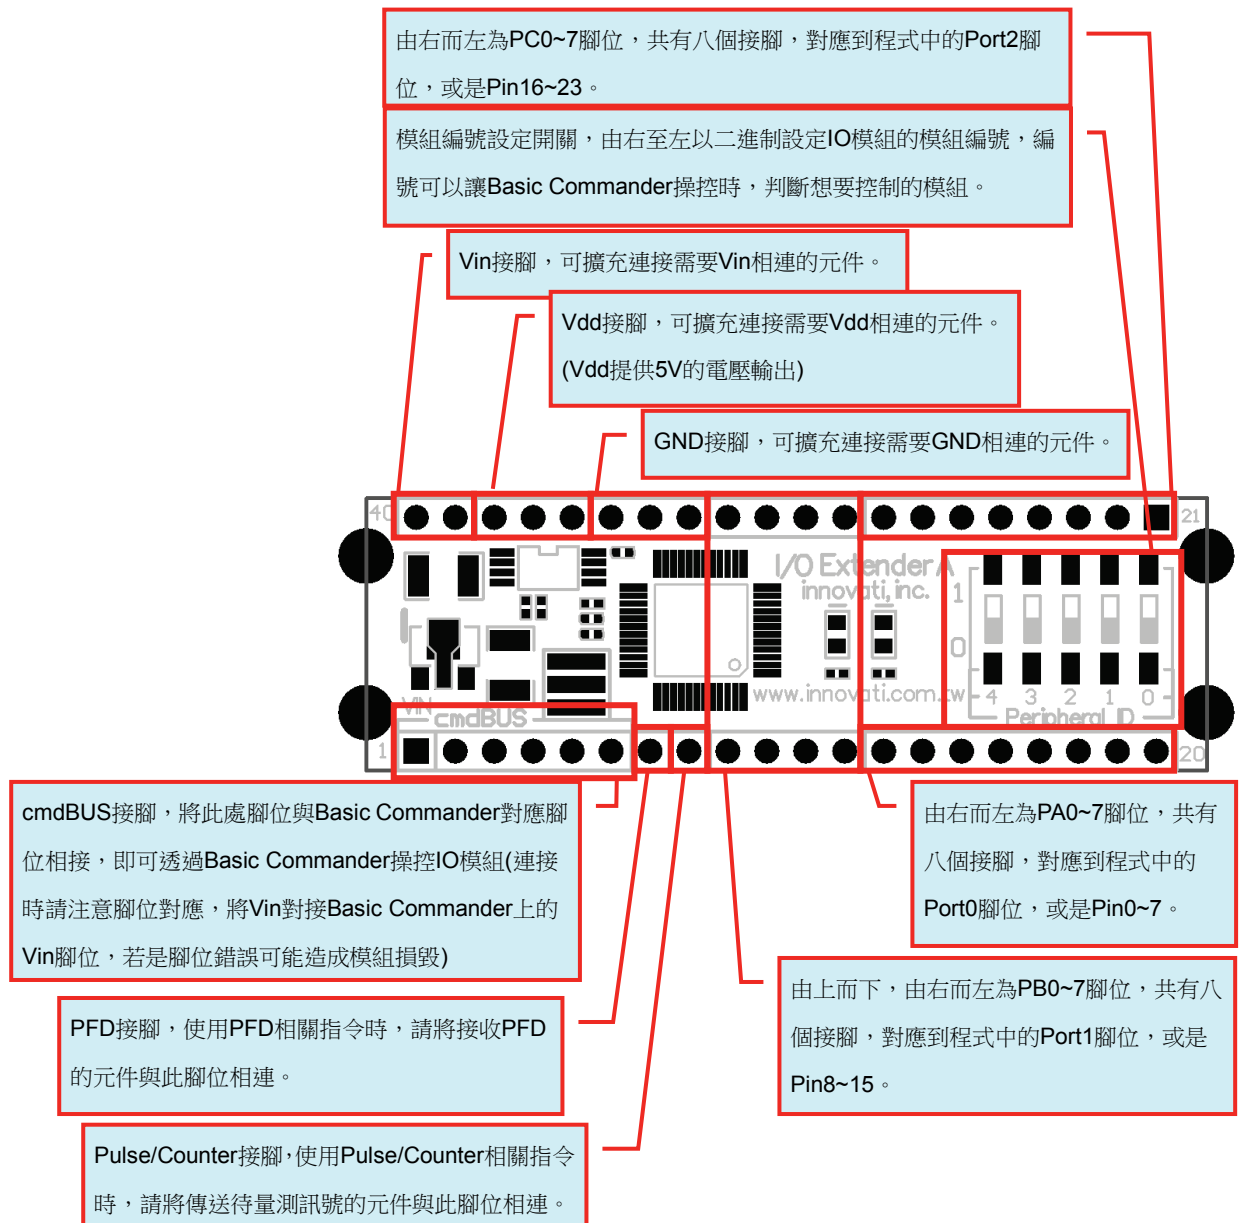 由右而左為PC0~7腳位，共有八個接腳，對應到程式中的Port2腳
位，或是Pin16~23。
模組編號設定開關，由右至左以二進制設定IO模組的模組編號，編
號可以讓Basic Commander操控時，判斷想要控制的模組。
Vin接腳，可擴充連接需要Vin相連的元件。
Vdd接腳，可擴充連接需要Vdd相連的元件。
(Vdd提供5V的電壓輸出)
GND接腳，可擴充連接需要GND相連的元件。
40
21
I/O Extender A
innovati, inc.
1
0
www.innovati.com.tw
4 3 2 1 0
Peripheral ID
VIN
cmdBUS
1
20
cmdBUS接腳，將此處腳位與Basic Commander對應腳
位相接，即可透過Basic Commander操控IO模組(連接
時請注意腳位對應，將Vin對接Basic Commander上的
Vin腳位，若是腳位錯誤可能造成模組損毀)
由右而左為PA0~7腳位，共有
八個接腳，對應到程式中的
Port0腳位，或是Pin0~7。
由上而下，由右而左為PB0~7腳位，共有八
個接腳，對應到程式中的Port1腳位，或是
Pin8~15。
PFD接腳，使用PFD相關指令時，請將接收PFD
的元件與此腳位相連。
Pulse/Counter接腳，使用Pulse/Counter相關指令
時，請將傳送待量測訊號的元件與此腳位相連。